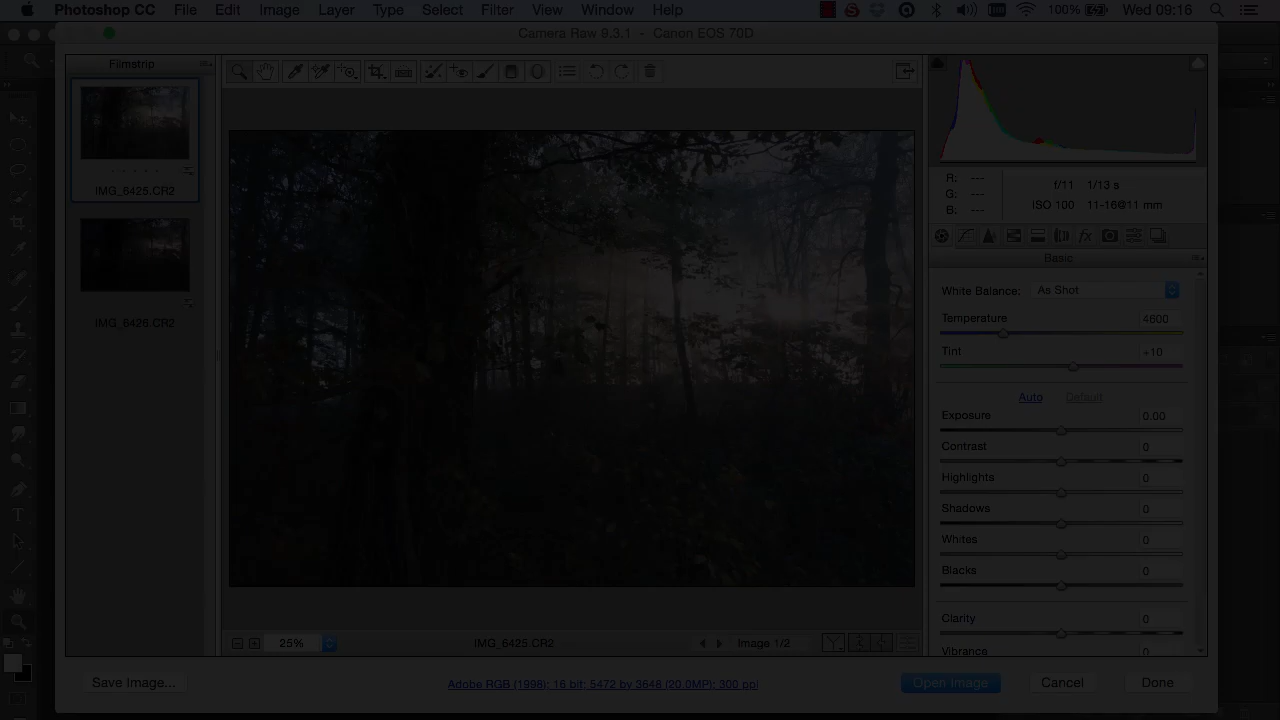 Photoshop CC File Edit Image Layer Type Select Filter View Window Help 100% Wed 09:16
Camera Raw 9.3.1 - Canon EOS 70D
Filmstrip
IMG_6425.CR2
IMG_6426.CR2
R: ---
G: ---
B: ---
f/11 1/13 s
ISO 100 11-16@11 mm
Basic
White Balance: As Shot
Temperature 4600
Tint +10
Auto Default
Exposure 0.00
Contrast 0
Highlights 0
Shadows 0
Whites 0
Blacks 0
Clarity 0
Vibrance 0
25% IMG_6425.CR2 Image 1/2
Save Image... Adobe RGB (1998); 16 bit; 5472 by 3648 (20.0MP); 300 ppi Open Image Cancel Done